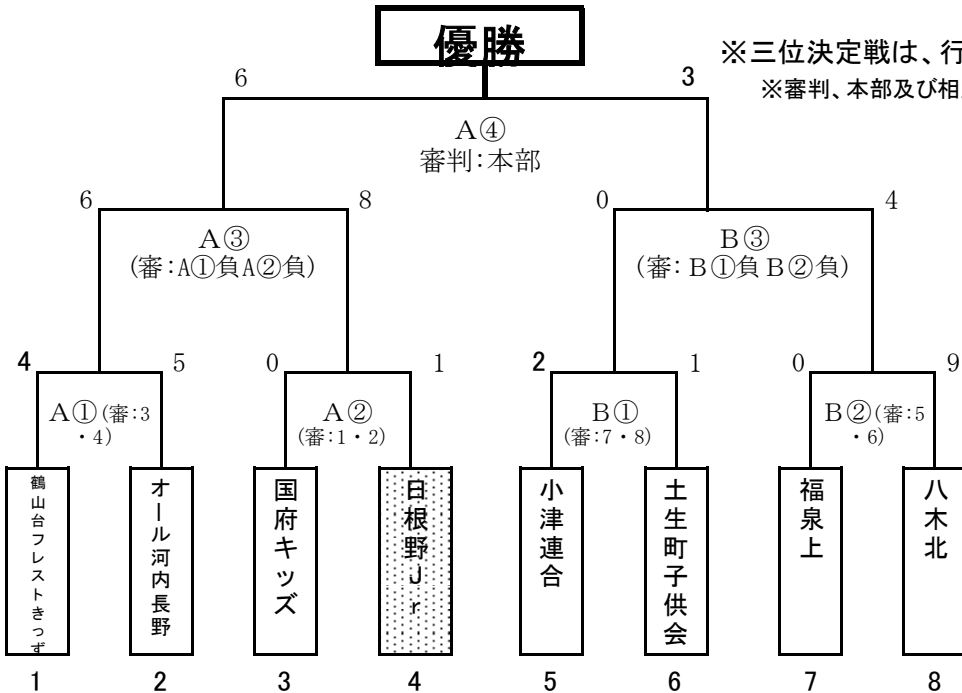 優勝
※三位決定戦は、行
※審判、本部及び相
6
3
A④
審判：本部
6
8
0
4
A③
(審：A①負A②負)
B③
(審：B①負B②負)
4
5
0
1
2
1
0
9
A①(審：3
・4)
A②
(審：1・2)
B①
(審：7・8)
B②(審：5
・6)
鶴山台フレストきっず
オール河内長野
国府キッズ
日根野Jr
小津連合
土生町子供会
福泉上
八木北
1
2
3
4
5
6
7
8